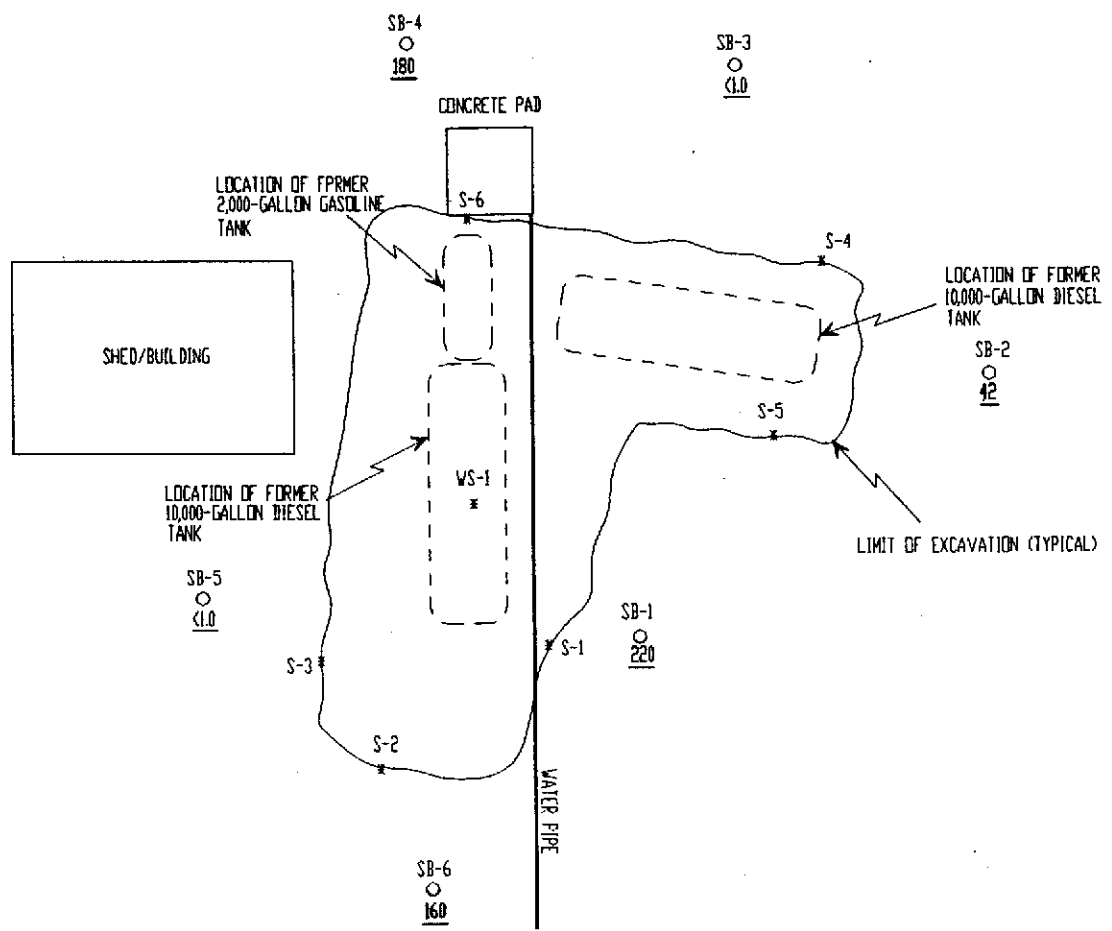 SB-4
180
SB-3
<1.0
CONCRETE PAD
LOCATION OF FPRMER
2,000-GALLON GASOLINE
TANK
S-6
S-4
LOCATION OF FORMER
10,000-GALLON DIESEL
TANK
SHED/BUILDING
SB-2
42
S-5
WS-1
LOCATION OF FORMER
10,000-GALLON DIESEL
TANK
LIMIT OF EXCAVATION (TYPICAL)
SB-5
<1.0
SB-1
220
S-1
S-3
S-2
WATER PIPE
SB-6
160